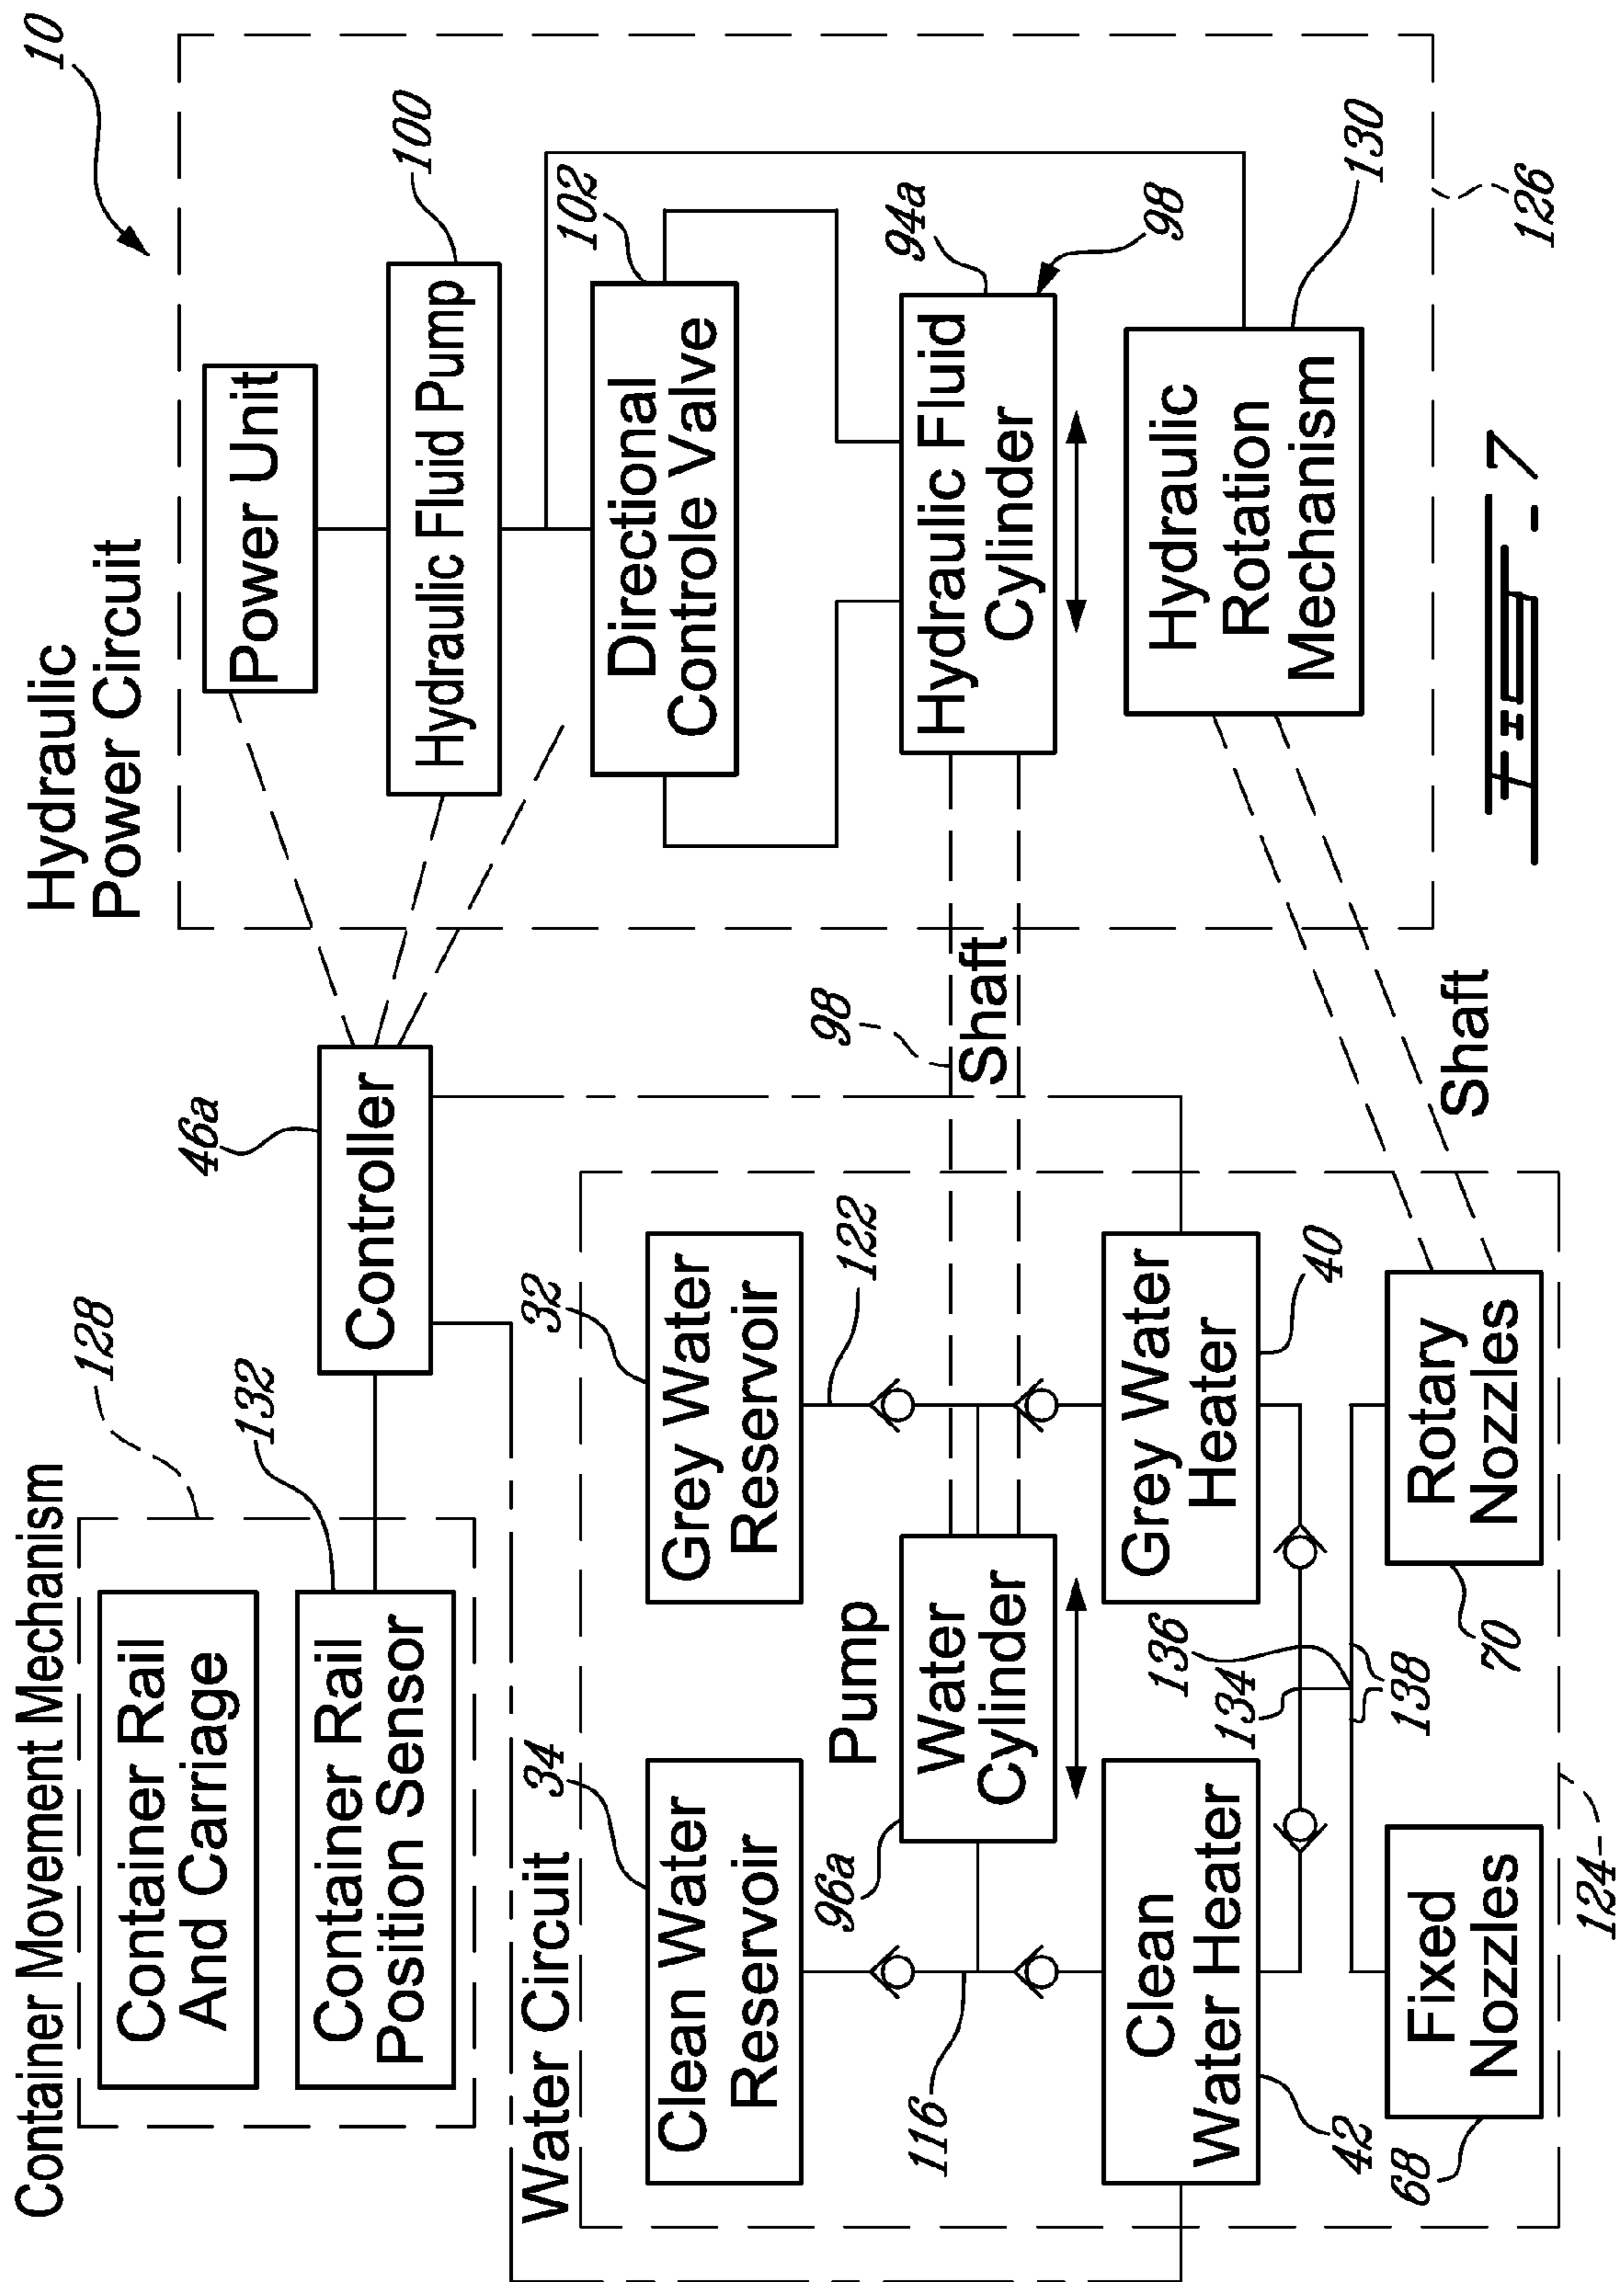 Container Movement Mechanism
128
Container Rail
And Carriage
132
Container Rail
Position Sensor
46a
Controller
Hydraulic
Power Circuit
10
Power Unit
100
Hydraulic Fluid Pump
102
Directional
Controle Valve
94a
Hydraulic Fluid
Cylinder
98
Hydraulic
Rotation
Mechanism
130
126
Water Circuit
34
Clean Water
Reservoir
32
Grey Water
Reservoir
122
98
Shaft
Pump
96a
Water
Cylinder
116
Clean
Water Heater
42
Grey Water
Heater
40
136
134
138
Fixed
Nozzles
68
Rotary
Nozzles
70
Shaft
124
FIG-7